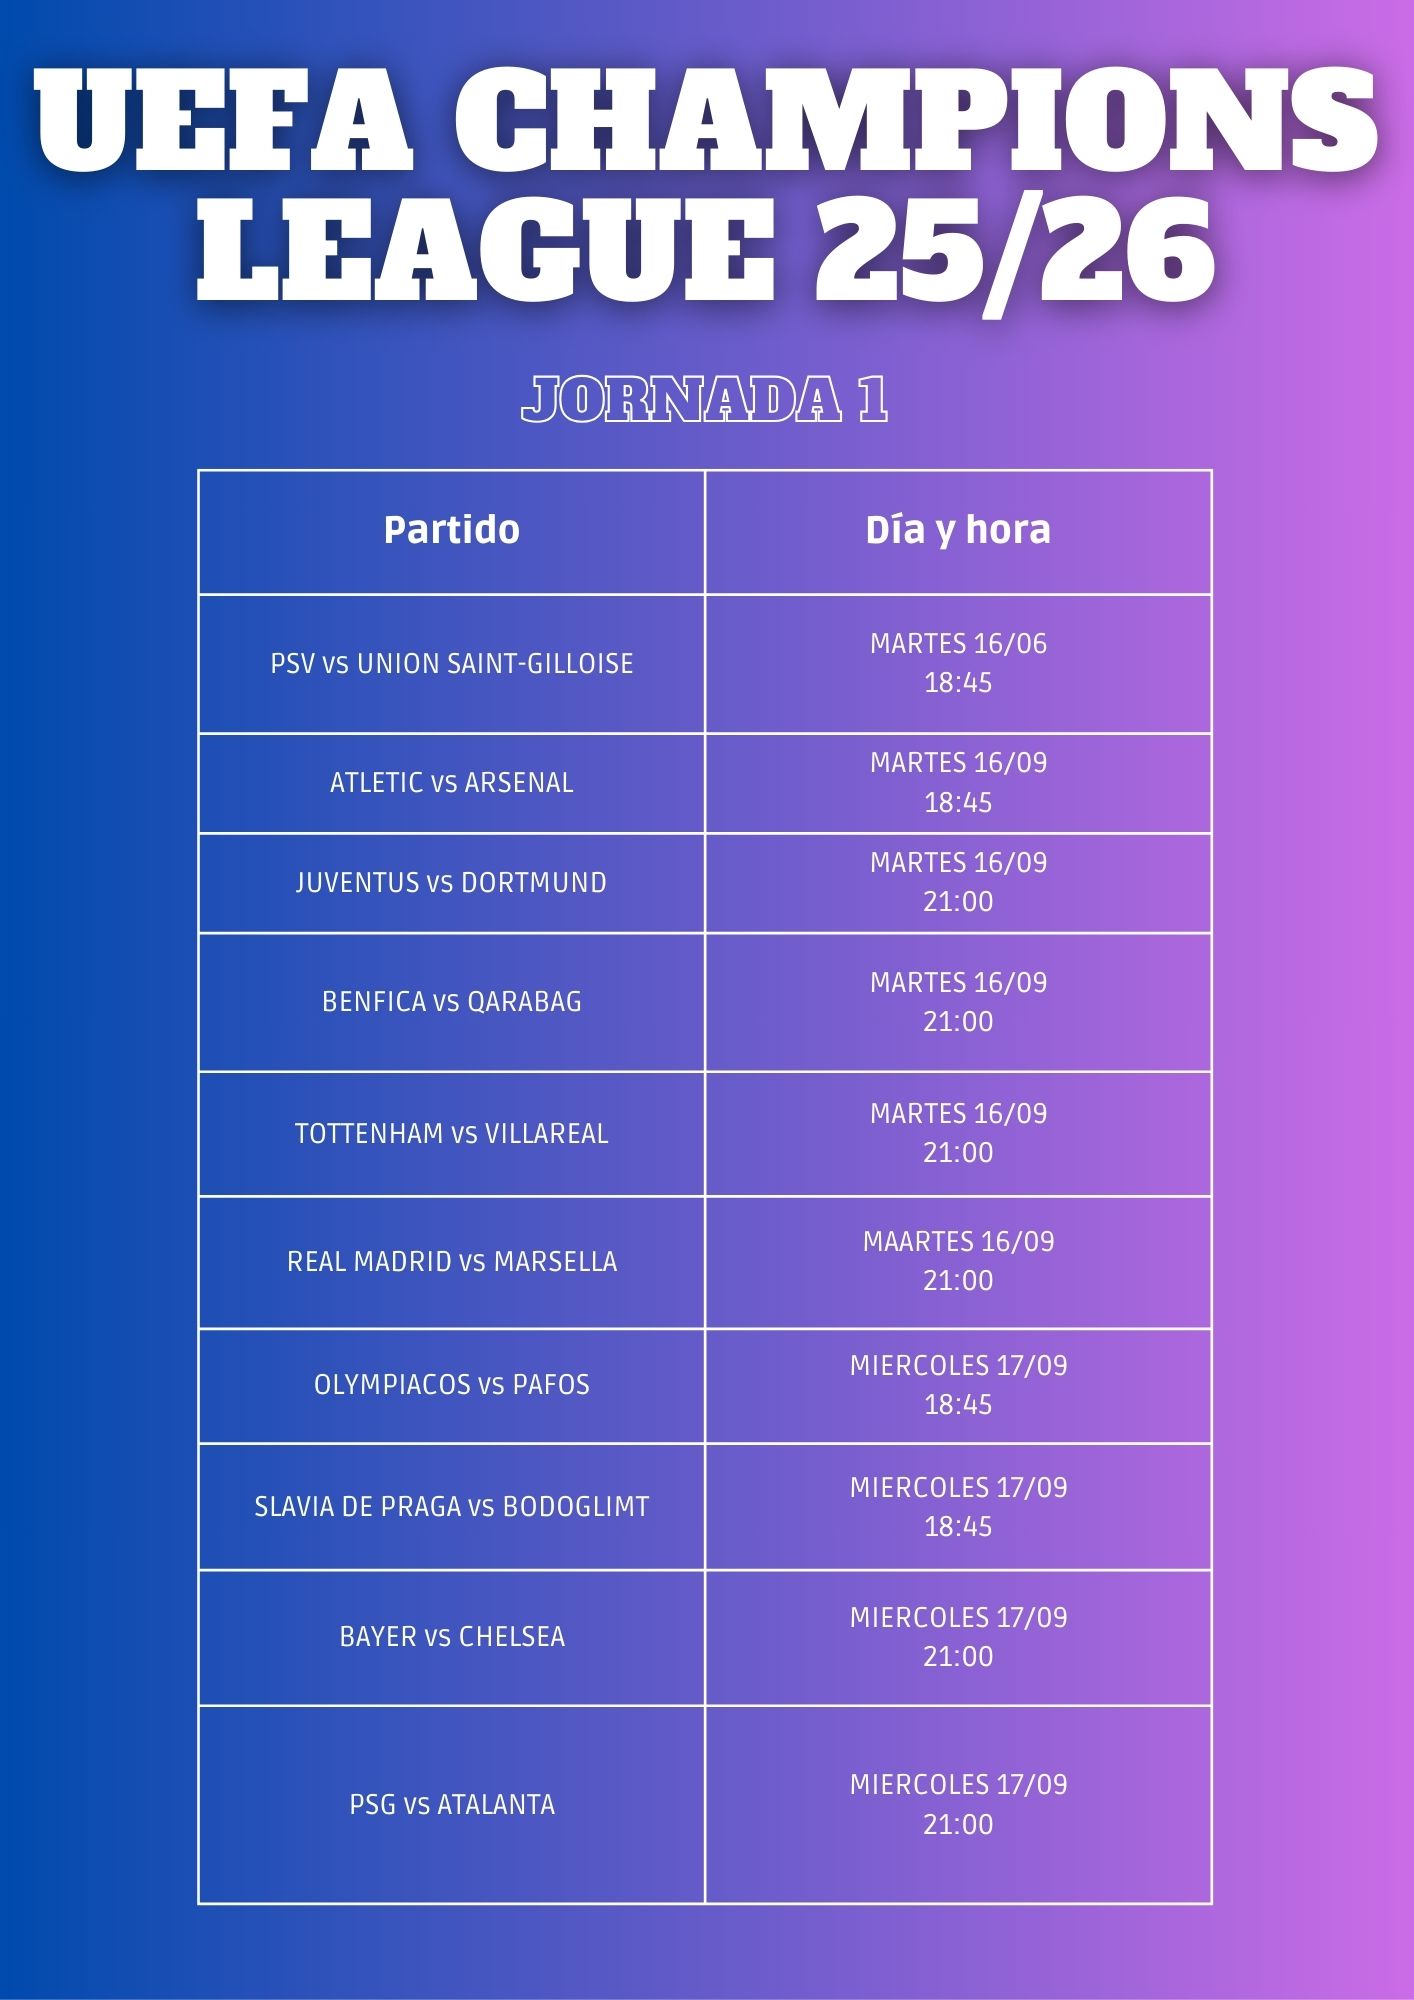 UEFA CHAMPIONS
LEAGUE 25/26
JORNADA 1
Partido
Día y hora
PSV vs UNION SAINT-GILLOISE
MARTES 16/06
18:45
ATLETIC vs ARSENAL
MARTES 16/09
18:45
JUVENTUS vs DORTMUND
MARTES 16/09
21:00
BENFICA vs QARABAG
MARTES 16/09
21:00
TOTTENHAM vs VILLAREAL
MARTES 16/09
21:00
REAL MADRID vs MARSELLA
MAARTES 16/09
21:00
OLYMPIACOS vs PAFOS
MIERCOLES 17/09
18:45
SLAVIA DE PRAGA vs BODOGLIMT
MIERCOLES 17/09
18:45
BAYER vs CHELSEA
MIERCOLES 17/09
21:00
PSG vs ATALANTA
MIERCOLES 17/09
21:00